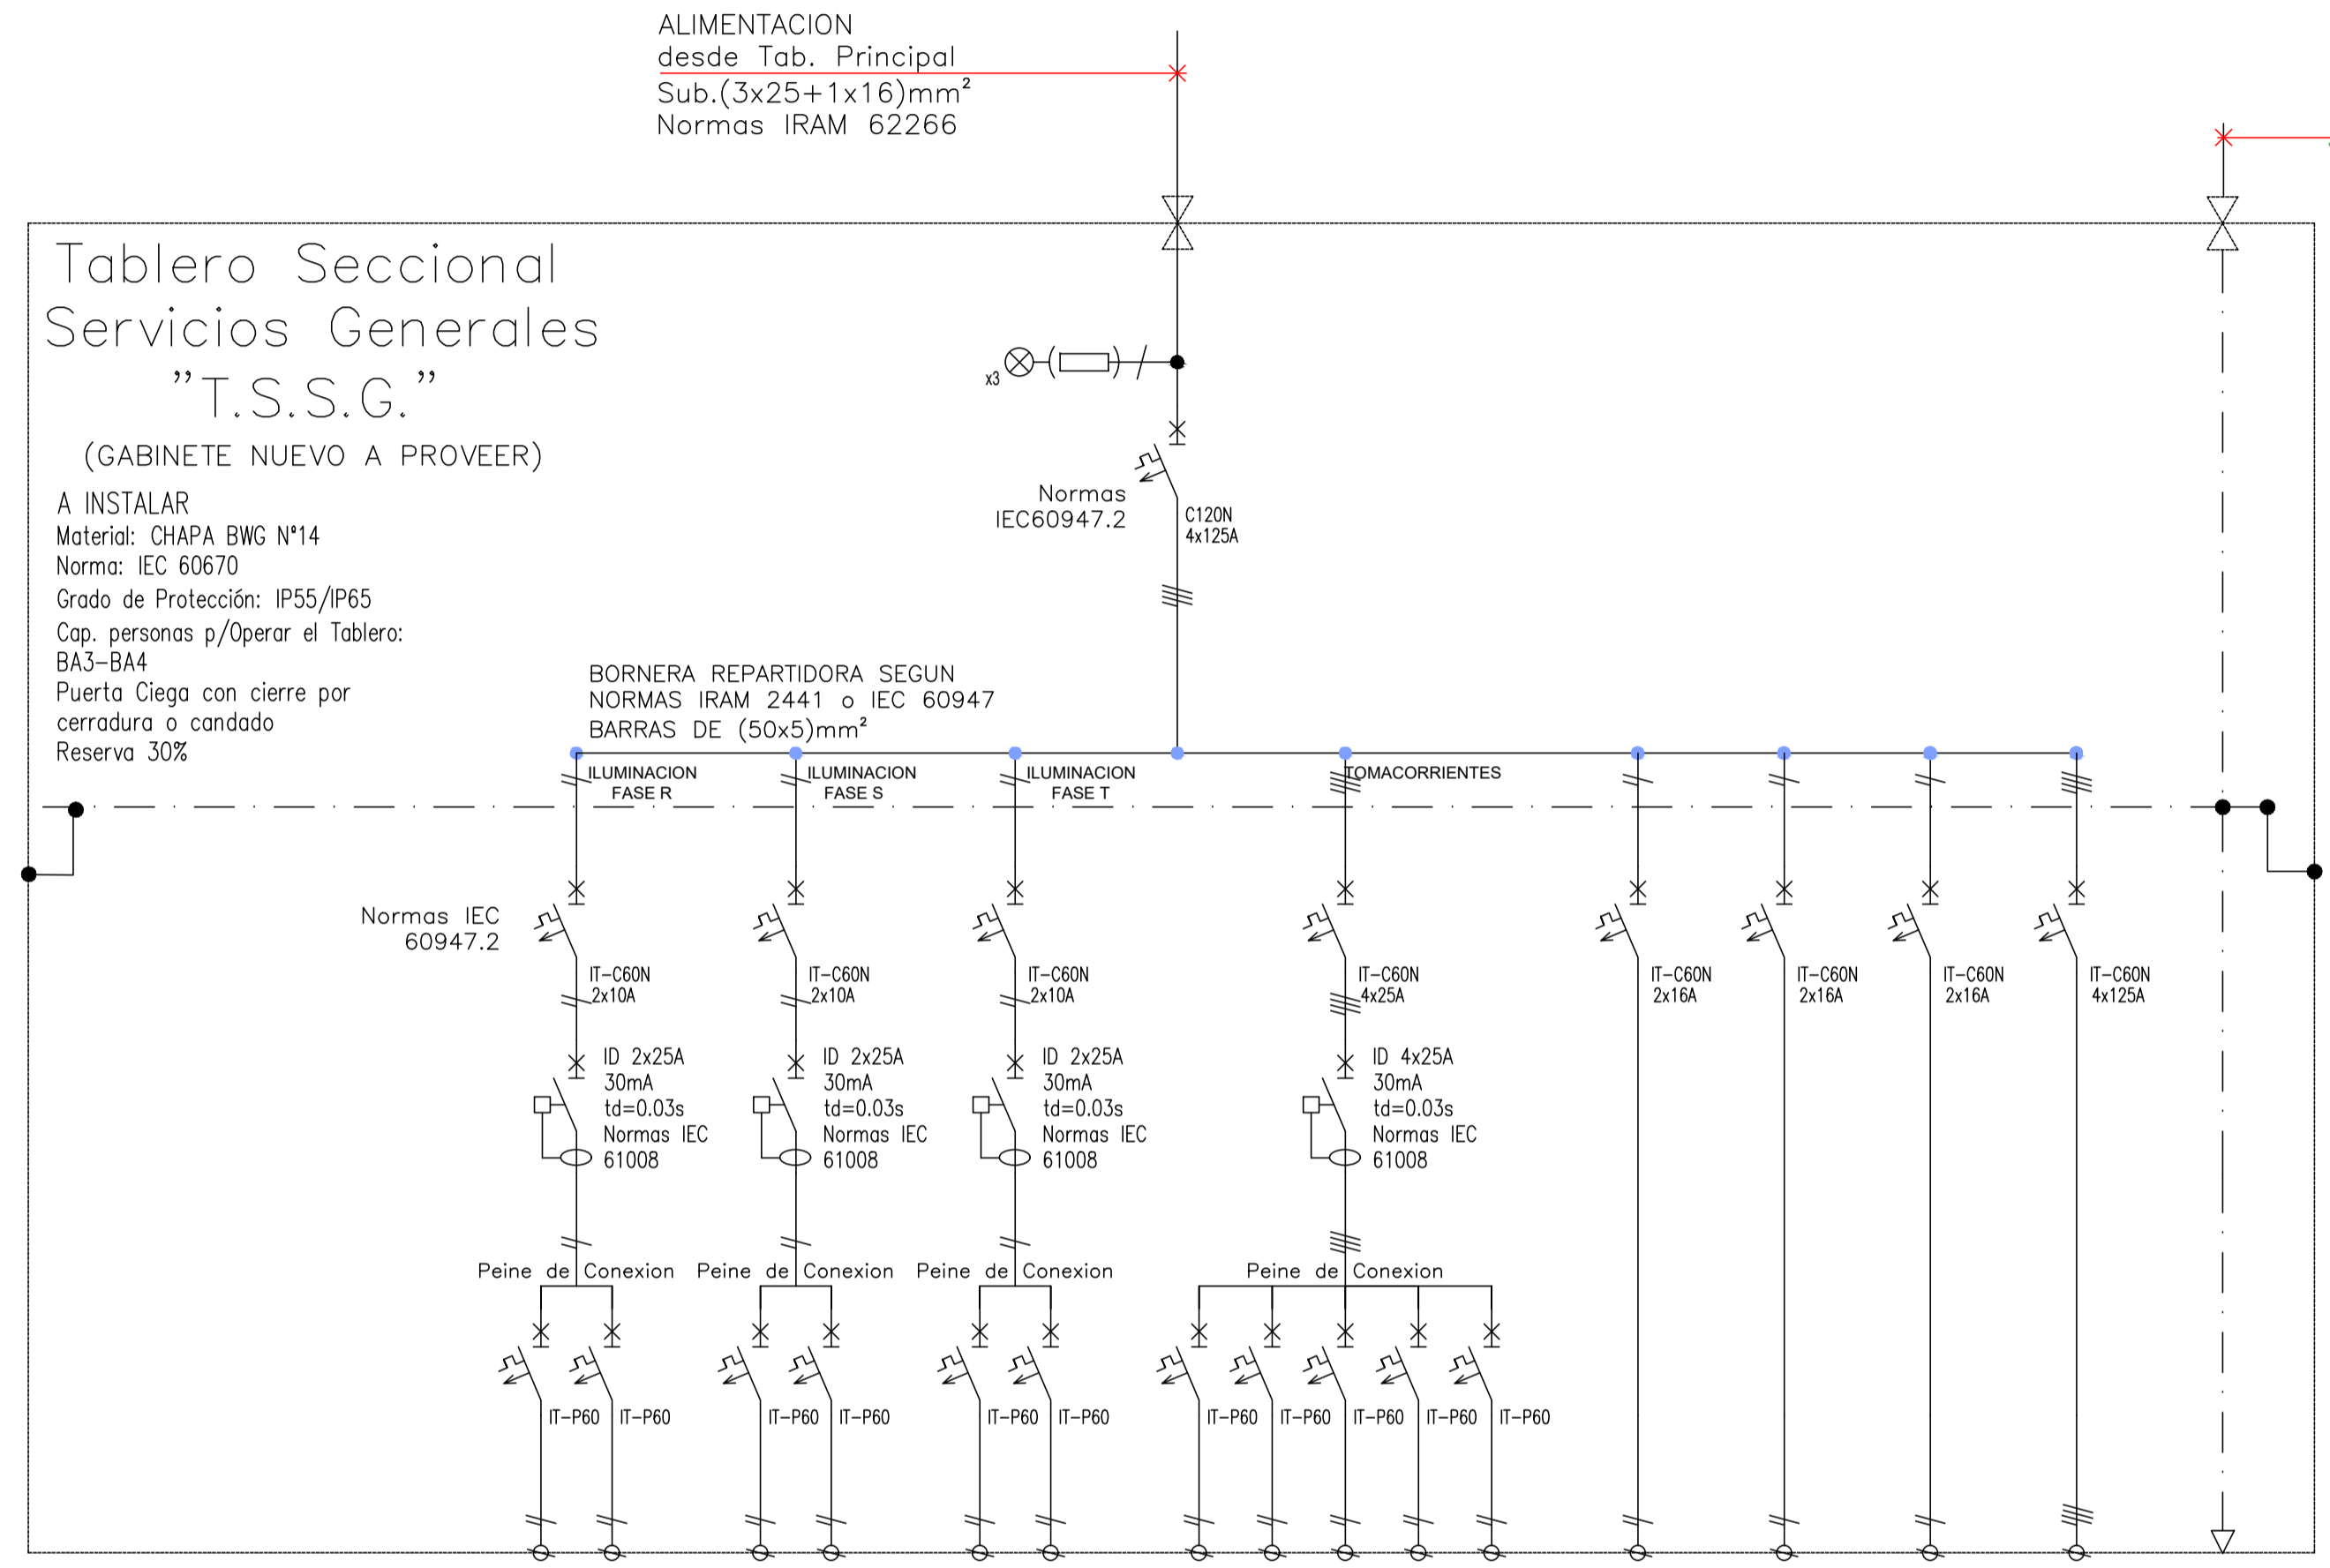 ALIMENTACION
desde Tab. Principal
Sub.(3x25+1x16)mm²
Normas IRAM 62266
Tablero Seccional
Servicios Generales
"T.S.S.G."
(GABINETE NUEVO A PROVEER)
A INSTALAR
Material: CHAPA BWG N°14
Norma: IEC 60670
Grado de Protección: IP55/IP65
Cap. personas p/Operar el Tablero:
BA3-BA4
Puerta Ciega con cierre por
cerradura o candado
Reserva 30%
x3
Normas
IEC60947.2
C120N
4x125A
BORNERA REPARTIDORA SEGUN
NORMAS IRAM 2441 o IEC 60947
BARRAS DE (50x5)mm²
ILUMINACION
FASE R
ILUMINACION
FASE S
ILUMINACION
FASE T
TOMACORRIENTES
Normas IEC
60947.2
IT-C60N
2x10A
IT-C60N
2x10A
IT-C60N
2x10A
IT-C60N
4x25A
IT-C60N
2x16A
IT-C60N
2x16A
IT-C60N
2x16A
IT-C60N
4x125A
ID 2x25A
30mA
td=0.03s
Normas IEC
61008
ID 2x25A
30mA
td=0.03s
Normas IEC
61008
ID 2x25A
30mA
td=0.03s
Normas IEC
61008
ID 4x25A
30mA
td=0.03s
Normas IEC
61008
Peine de Conexion
Peine de Conexion
Peine de Conexion
Peine de Conexion
IT-P60
IT-P60
IT-P60
IT-P60
IT-P60
IT-P60
IT-P60
IT-P60
IT-P60
IT-P60
IT-P60